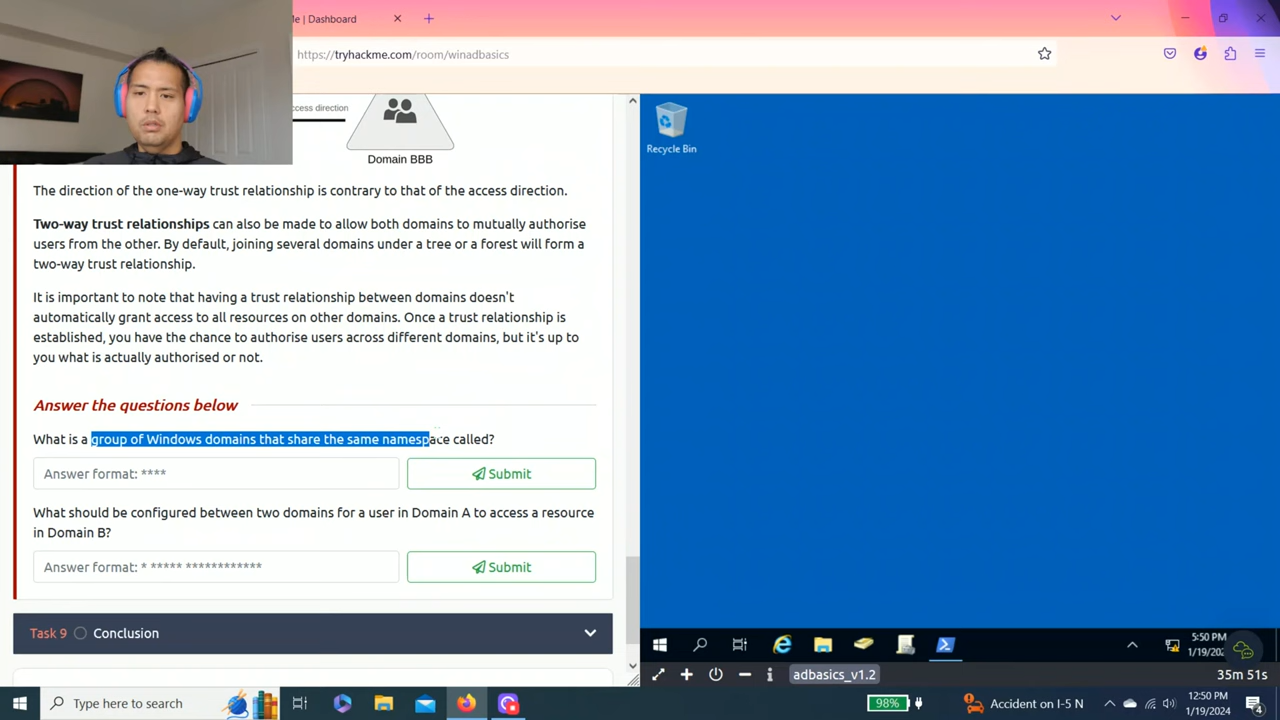 Me | Dashboard
https://tryhackme.com/room/winadbasics
ccess direction
Domain BBB
The direction of the one-way trust relationship is contrary to that of the access direction.
Two-way trust relationships can also be made to allow both domains to mutually authorise
users from the other. By default, joining several domains under a tree or a forest will form a
two-way trust relationship.
It is important to note that having a trust relationship between domains doesn't
automatically grant access to all resources on other domains. Once a trust relationship is
established, you have the chance to authorise users across different domains, but it's up to
you what is actually authorised or not.
Answer the questions below
What is a group of Windows domains that share the same namespace called?
Answer format: ****
Submit
What should be configured between two domains for a user in Domain A to access a resource
in Domain B?
Answer format: * ***** ************
Submit
Task 9 Conclusion
Recycle Bin
5:50 PM
1/19/202
adbasics_v1.2
35m 51s
Type here to search
98%
Accident on I-5 N
12:50 PM
1/19/2024
4